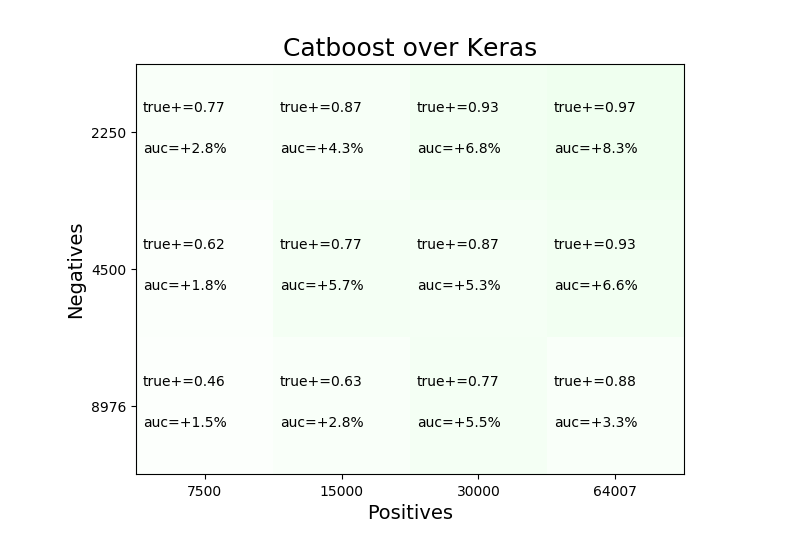 Catboost over Keras
true+=0.77 true+=0.87 true+=0.93 true+=0.97
2250
auc=+2.8% auc=+4.3% auc=+6.8% auc=+8.3%
true+=0.62 true+=0.77 true+=0.87 true+=0.93
Negatives
4500
auc=+1.8% auc=+5.7% auc=+5.3% auc=+6.6%
true+=0.46 true+=0.63 true+=0.77 true+=0.88
8976
auc=+1.5% auc=+2.8% auc=+5.5% auc=+3.3%
7500 15000 30000 64007
Positives